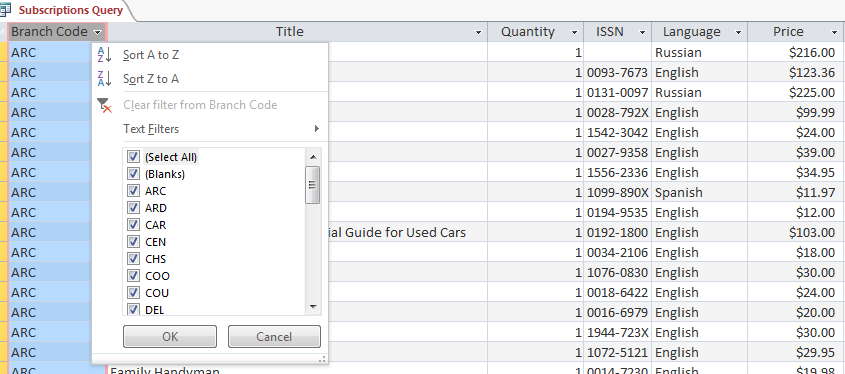 Subscriptions Query
Branch Code Title Quantity ISSN Language Price
ARC 1 Russian $216.00
ARC 1 0093-7673 English $123.36
ARC 1 0131-0097 Russian $225.00
ARC 1 0028-792X English $99.99
ARC 1 1542-3042 English $24.00
ARC 1 0027-9358 English $39.00
ARC 1 1556-2336 English $34.95
ARC 1 1099-890X Spanish $11.97
ARC 1 0194-9535 English $12.00
ARC ial Guide for Used Cars 1 0192-1800 English $103.00
ARC 1 0034-2106 English $18.00
ARC 1 1076-0830 English $30.00
ARC 1 0018-6422 English $24.00
ARC 1 0016-6979 English $20.00
ARC 1 1944-723X English $30.00
ARC 1 1072-5121 English $29.95
ARC Family Handyman 1 0014-7230 English $19.98
Sort A to Z
Sort Z to A
Clear filter from Branch Code
Text Filters
(Select All)
(Blanks)
ARC
ARD
CAR
CEN
CHS
COO
COU
DEL
OK Cancel